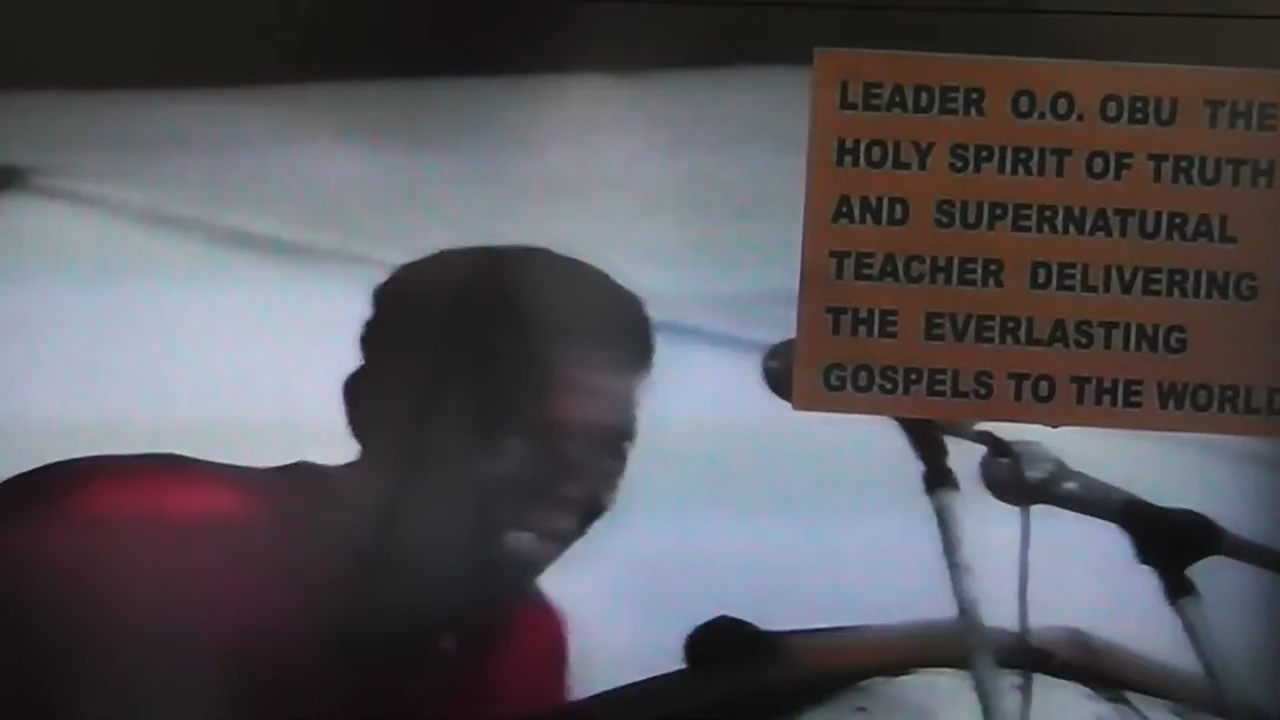 LEADER O.O. OBU THE
HOLY SPIRIT OF TRUTH
AND SUPERNATURAL
TEACHER DELIVERING
THE EVERLASTING
GOSPELS TO THE WORLD